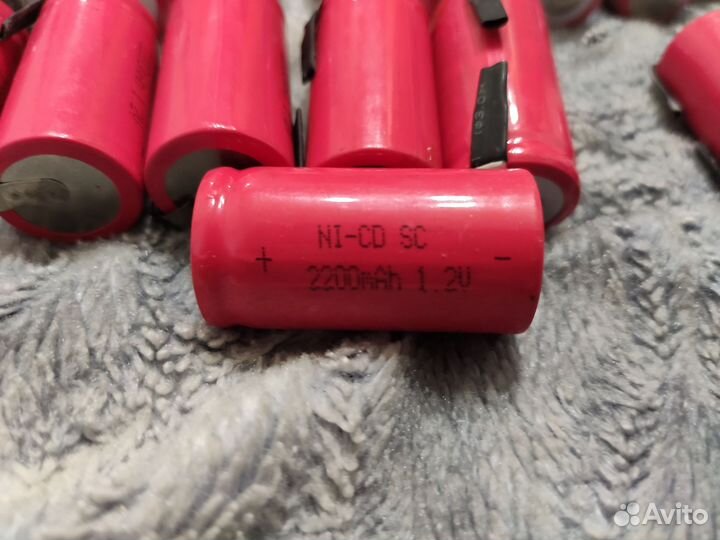 NI-CD SC
+ -
2200mAh 1.2V
Avito